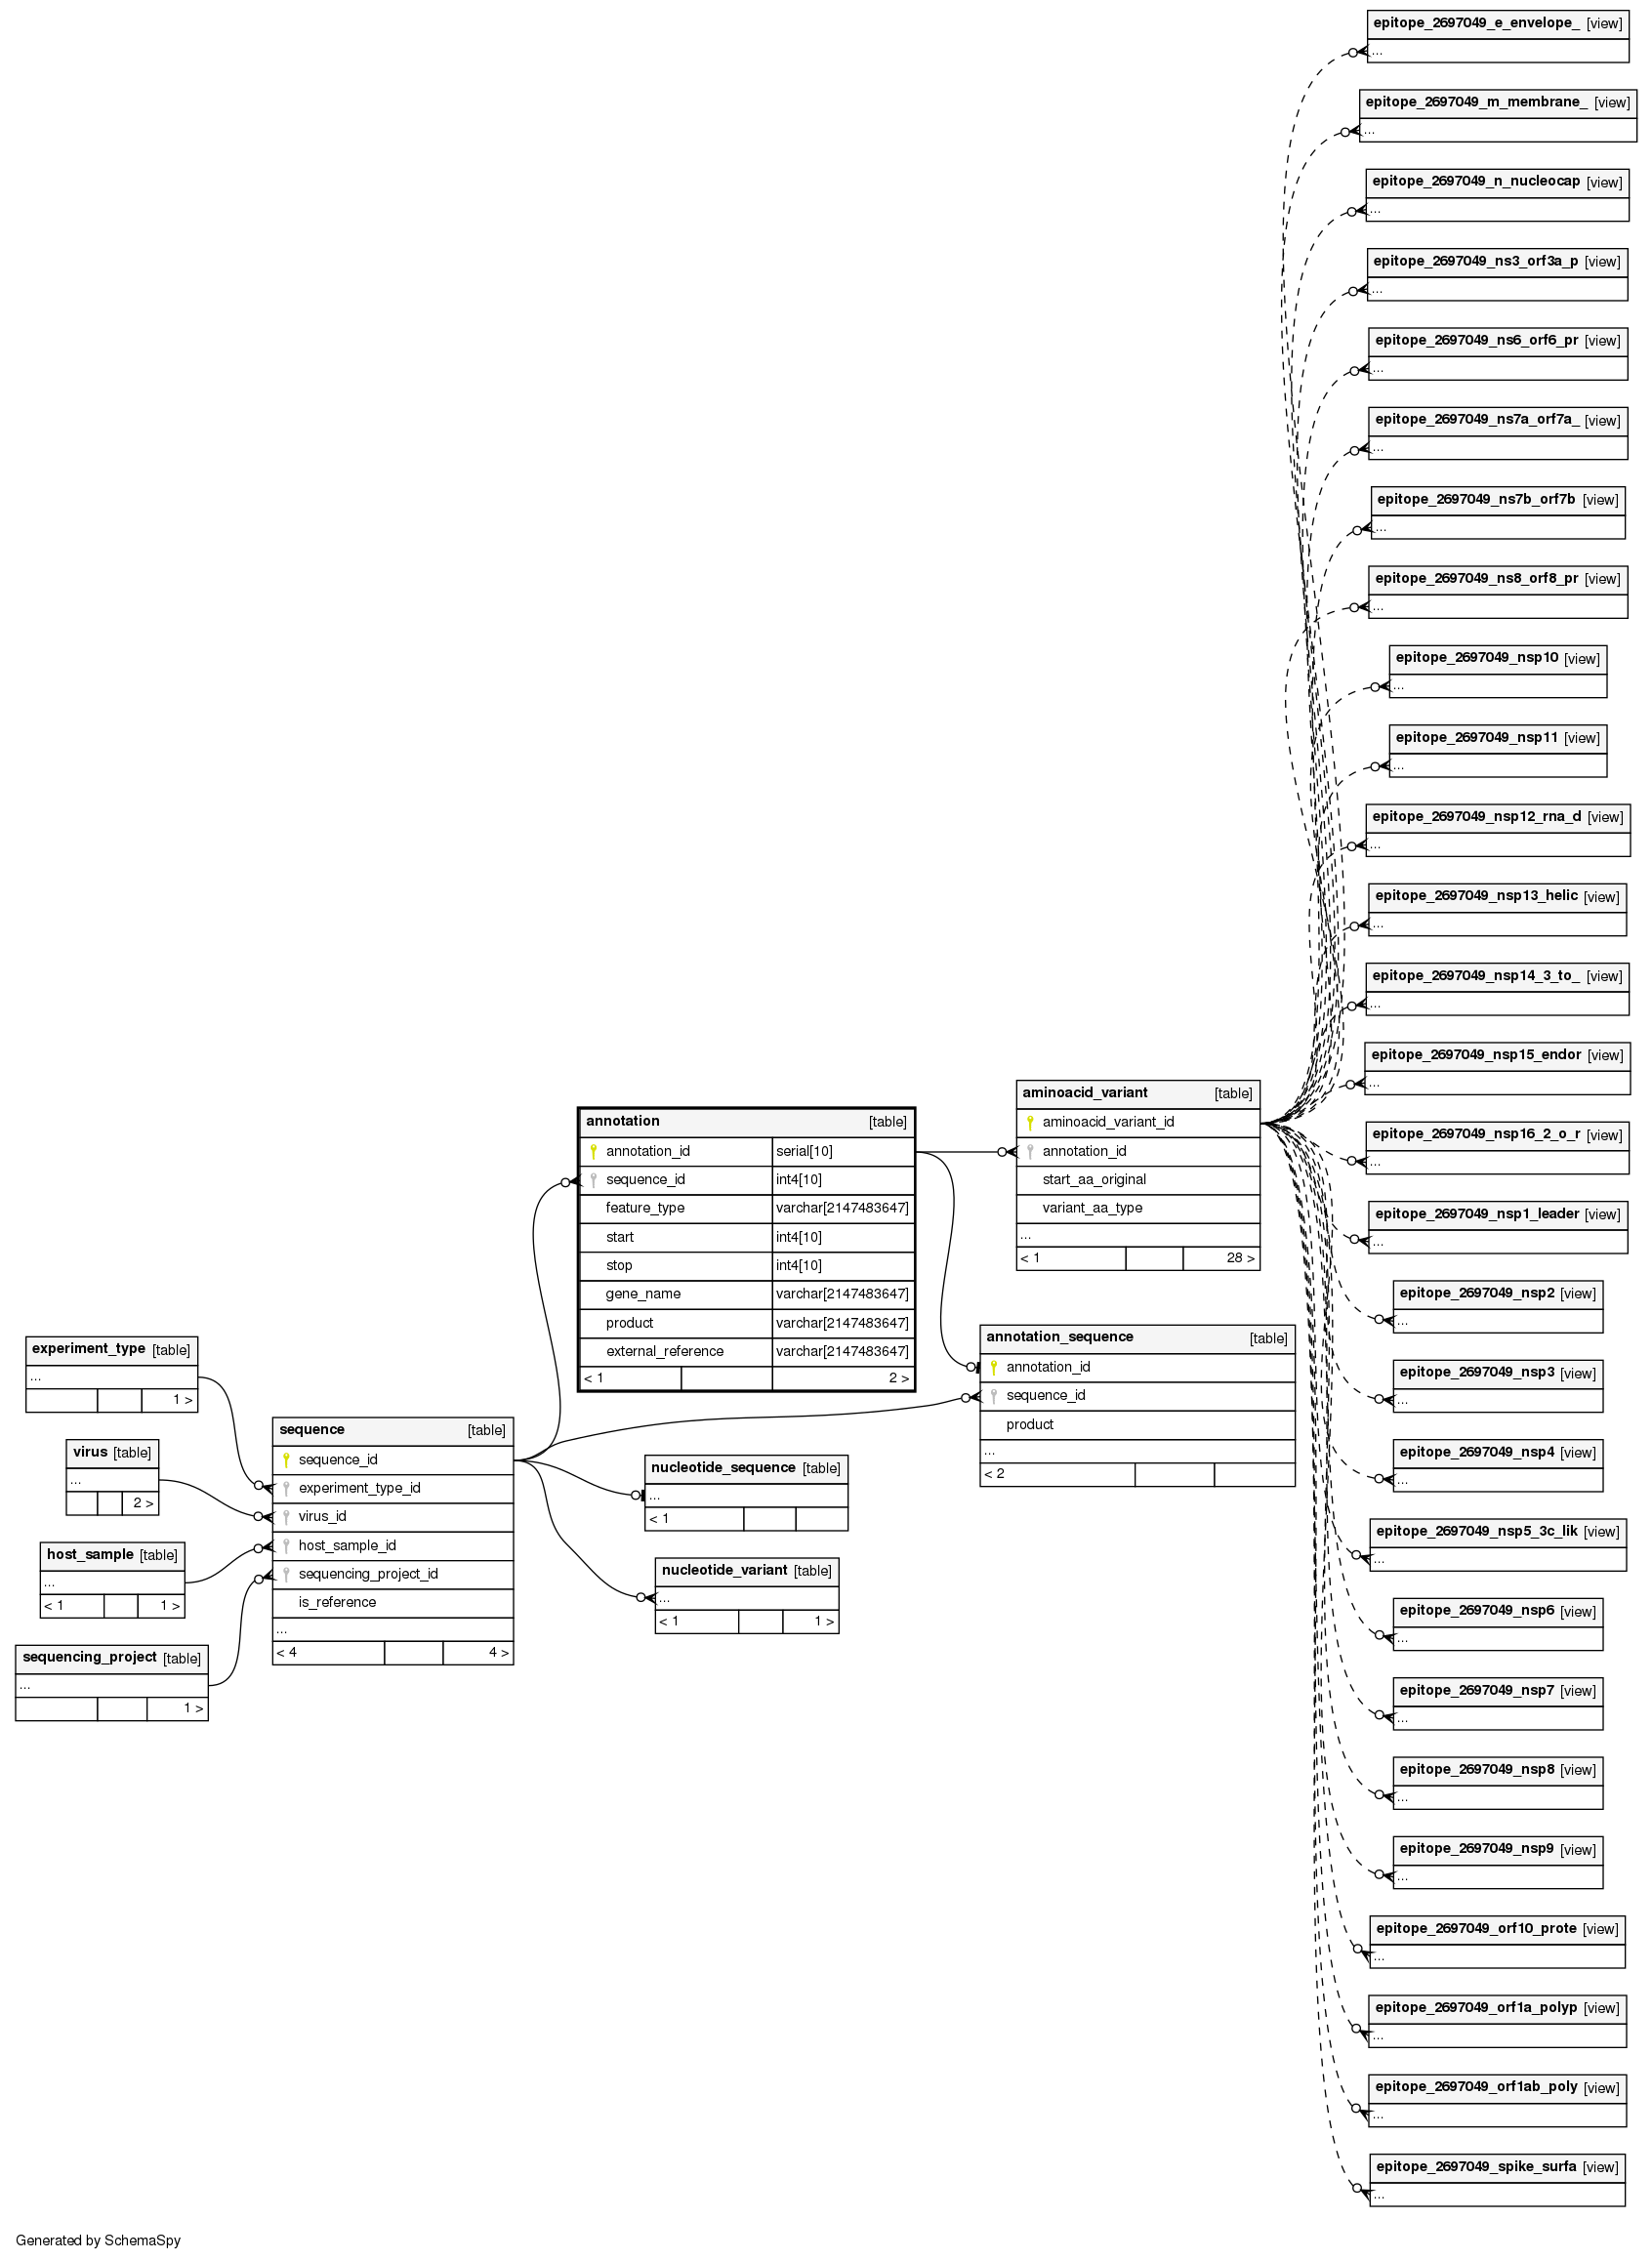 epitope_2697049_e_envelope_ [view]
...
epitope_2697049_m_membrane_ [view]
...
epitope_2697049_n_nucleocap [view]
...
epitope_2697049_ns3_orf3a_p [view]
...
epitope_2697049_ns6_orf6_pr [view]
...
epitope_2697049_ns7a_orf7a_ [view]
...
epitope_2697049_ns7b_orf7b [view]
...
epitope_2697049_ns8_orf8_pr [view]
...
epitope_2697049_nsp10 [view]
...
epitope_2697049_nsp11 [view]
...
epitope_2697049_nsp12_rna_d [view]
...
epitope_2697049_nsp13_helic [view]
...
epitope_2697049_nsp14_3_to_ [view]
...
epitope_2697049_nsp15_endor [view]
...
epitope_2697049_nsp16_2_o_r [view]
...
epitope_2697049_nsp1_leader [view]
...
epitope_2697049_nsp2 [view]
...
epitope_2697049_nsp3 [view]
...
epitope_2697049_nsp4 [view]
...
epitope_2697049_nsp5_3c_lik [view]
...
epitope_2697049_nsp6 [view]
...
epitope_2697049_nsp7 [view]
...
epitope_2697049_nsp8 [view]
...
epitope_2697049_nsp9 [view]
...
epitope_2697049_orf10_prote [view]
...
epitope_2697049_orf1a_polyp [view]
...
epitope_2697049_orf1ab_poly [view]
...
epitope_2697049_spike_surfa [view]
...
aminoacid_variant [table]
aminoacid_variant_id
annotation_id
start_aa_original
variant_aa_type
...
< 1 28 >
annotation [table]
annotation_id serial[10]
sequence_id int4[10]
feature_type varchar[2147483647]
start int4[10]
stop int4[10]
gene_name varchar[2147483647]
product varchar[2147483647]
external_reference varchar[2147483647]
< 1 2 >
annotation_sequence [table]
annotation_id
sequence_id
product
...
< 2
experiment_type [table]
...
1 >
virus [table]
...
2 >
host_sample [table]
...
< 1 1 >
sequencing_project [table]
...
1 >
sequence [table]
sequence_id
experiment_type_id
virus_id
host_sample_id
sequencing_project_id
is_reference
...
< 4 4 >
nucleotide_sequence [table]
...
< 1
nucleotide_variant [table]
...
< 1 1 >
Generated by SchemaSpy